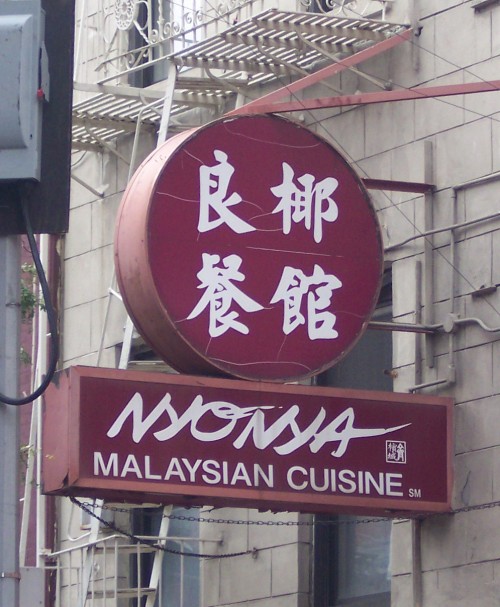 良椰
餐館
NYONYA
MALAYSIAN CUISINE SM